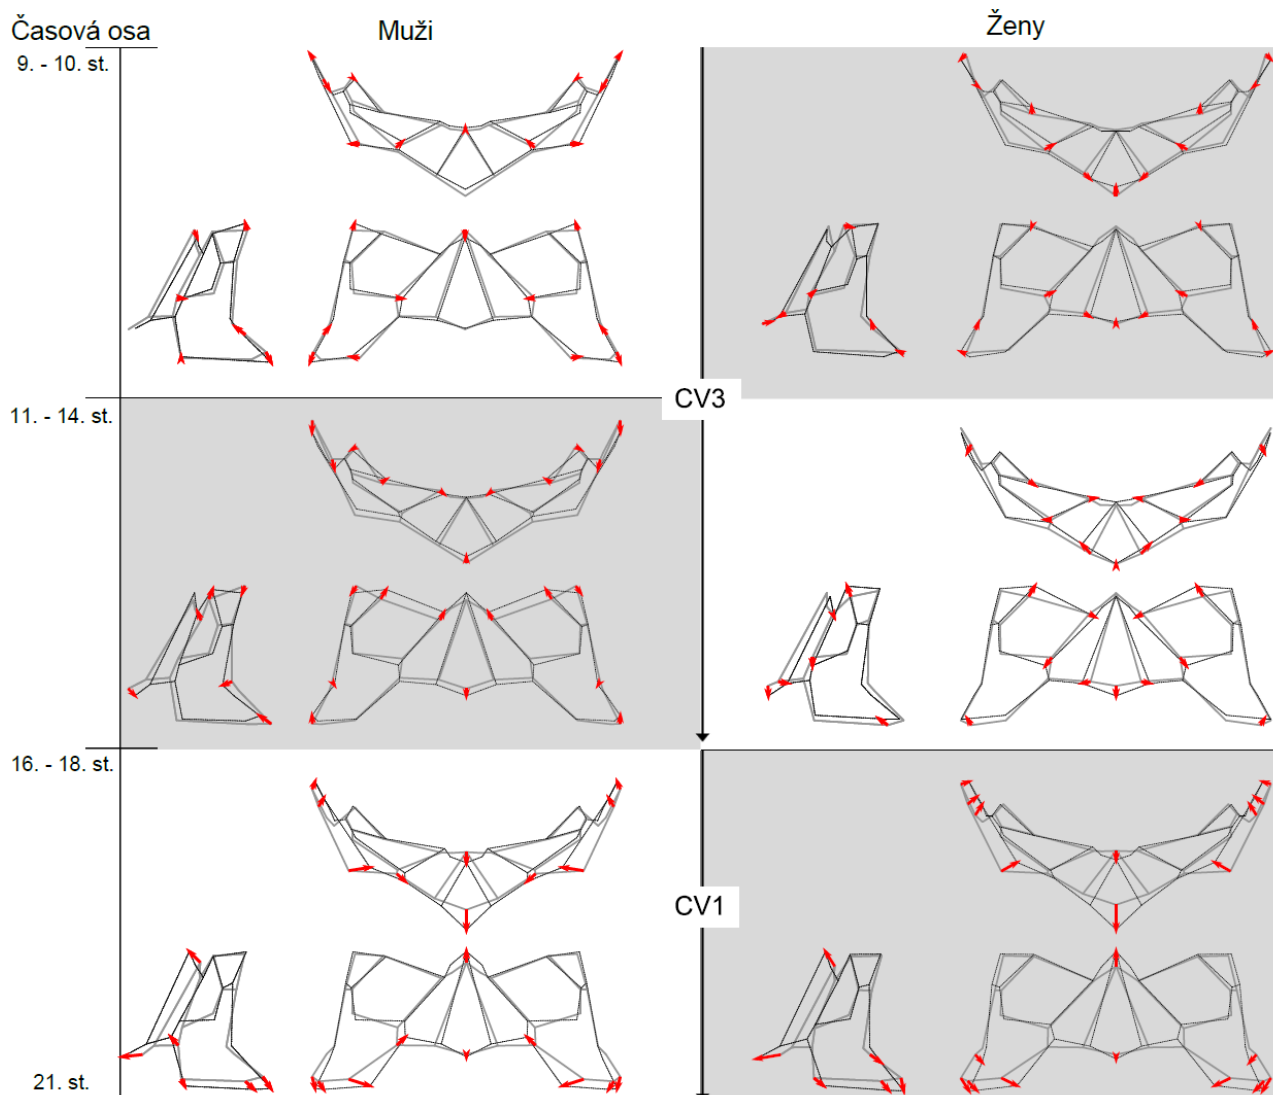 Časová osa
Muži
Ženy
9. - 10. st.
CV3
11. - 14. st.
16. - 18. st.
CV1
21. st.